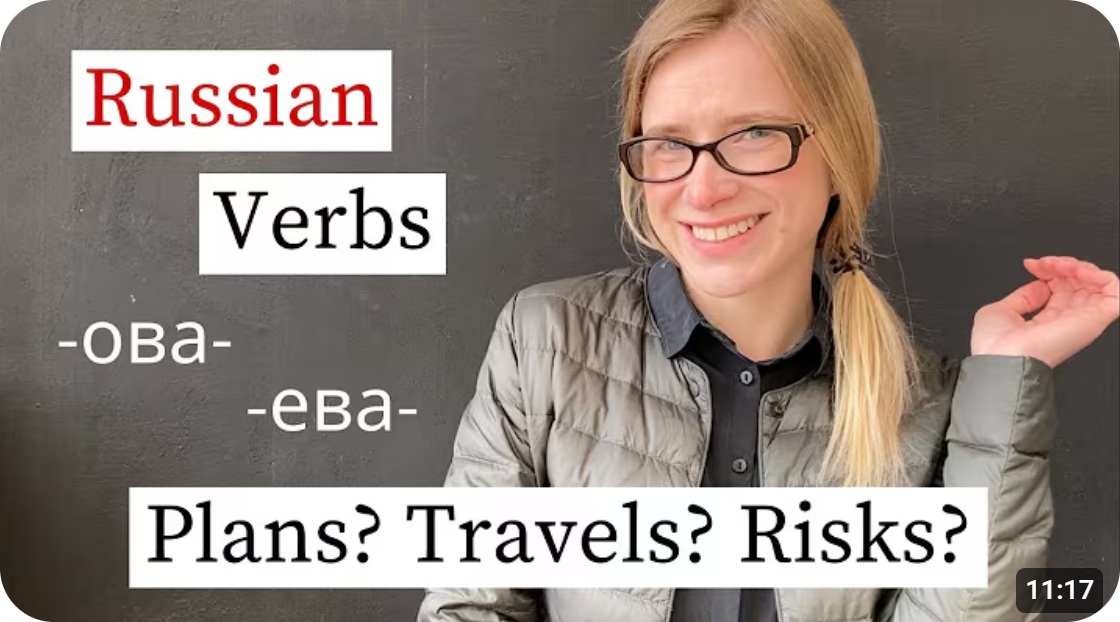 Russian
Verbs
-ова-
-ева-
Plans? Travels? Risks?
11:17